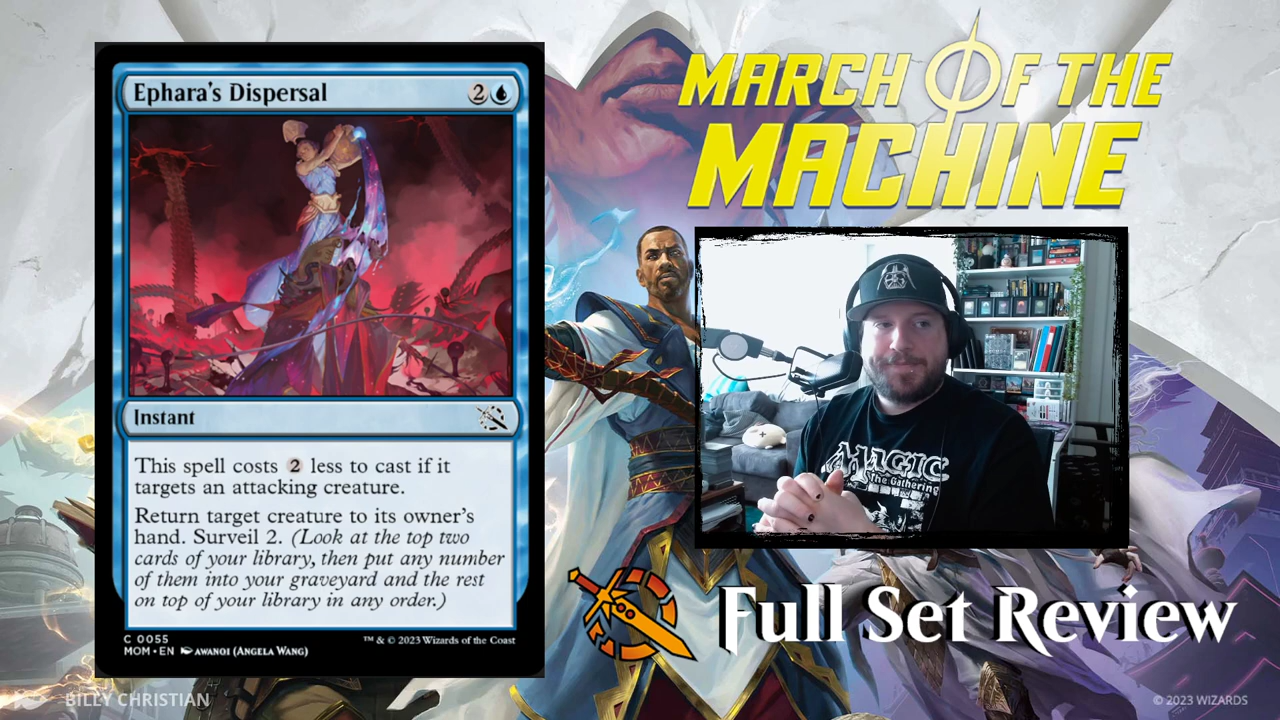 Ephara's Dispersal 2
Instant
This spell costs 2 less to cast if it
targets an attacking creature.
Return target creature to its owner's
hand. Surveil 2. (Look at the top two
cards of your library, then put any number
of them into your graveyard and the rest
on top of your library in any order.)
C 0055
MOM • EN AWANQI (ANGELA WANG)
™ & © 2023 Wizards of the Coast
MARCH OF THE
MACHINE
MAGIC
The Gathering
Full Set Review
BILLY CHRISTIAN
© 2023 WIZARDS